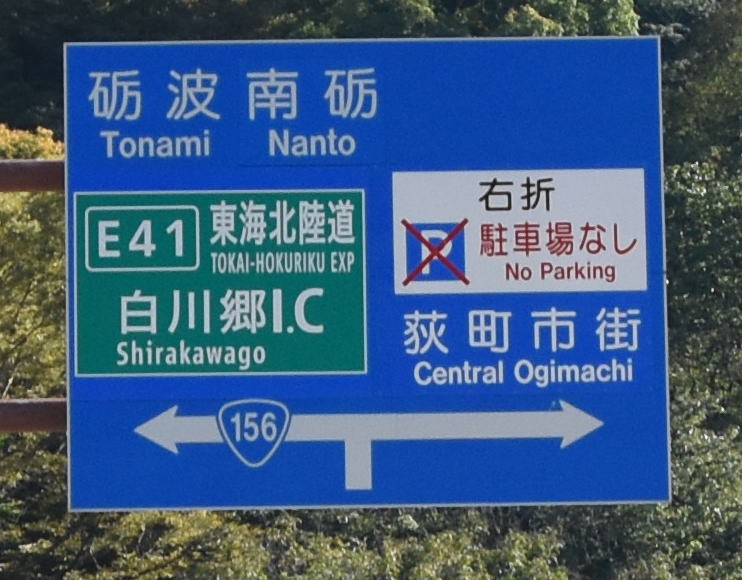 砺波 南砺
Tonami Nanto
E41 東海北陸道
TOKAI-HOKURIKU EXP
白川郷I.C
Shirakawago
右折
P 駐車場なし
No Parking
荻町市街
Central Ogimachi
156